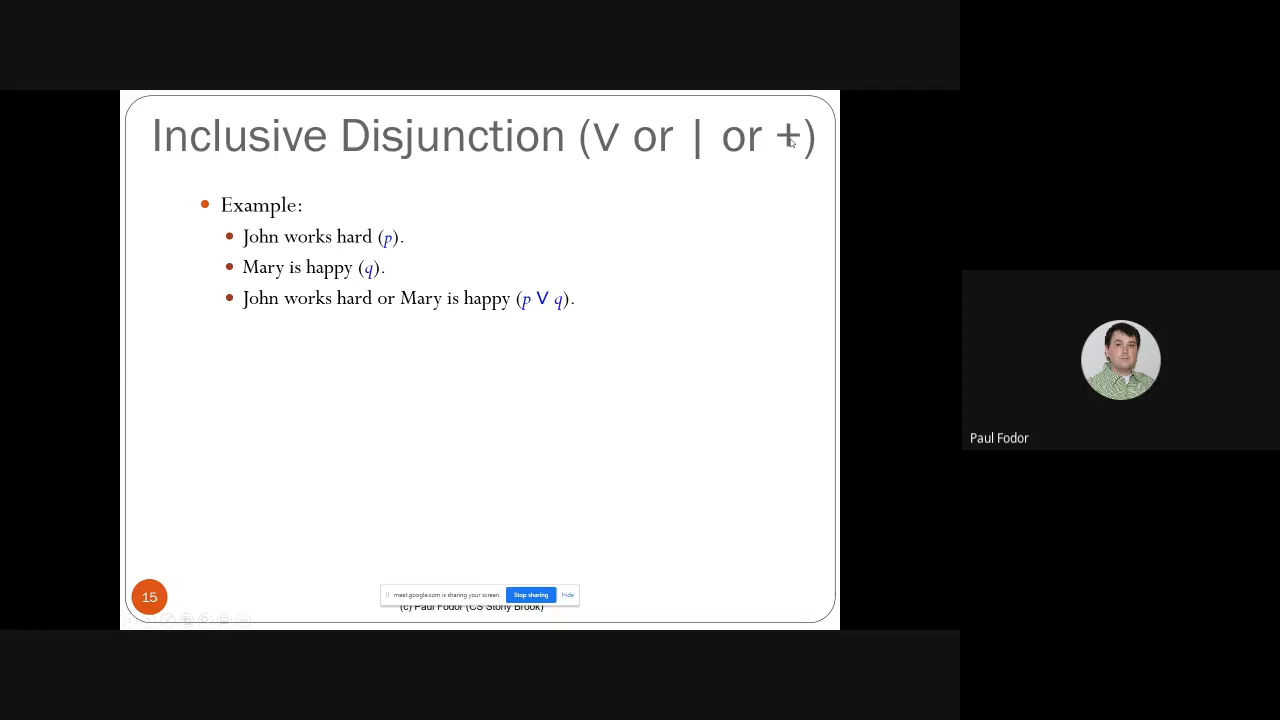 Inclusive Disjunction (∨ or | or +)
Example:
John works hard (p).
Mary is happy (q).
John works hard or Mary is happy (p ∨ q).
15
meet.google.com is sharing your screen.
Stop sharing
Hide
(c) Paul Fodor (CS Stony Brook)
Paul Fodor